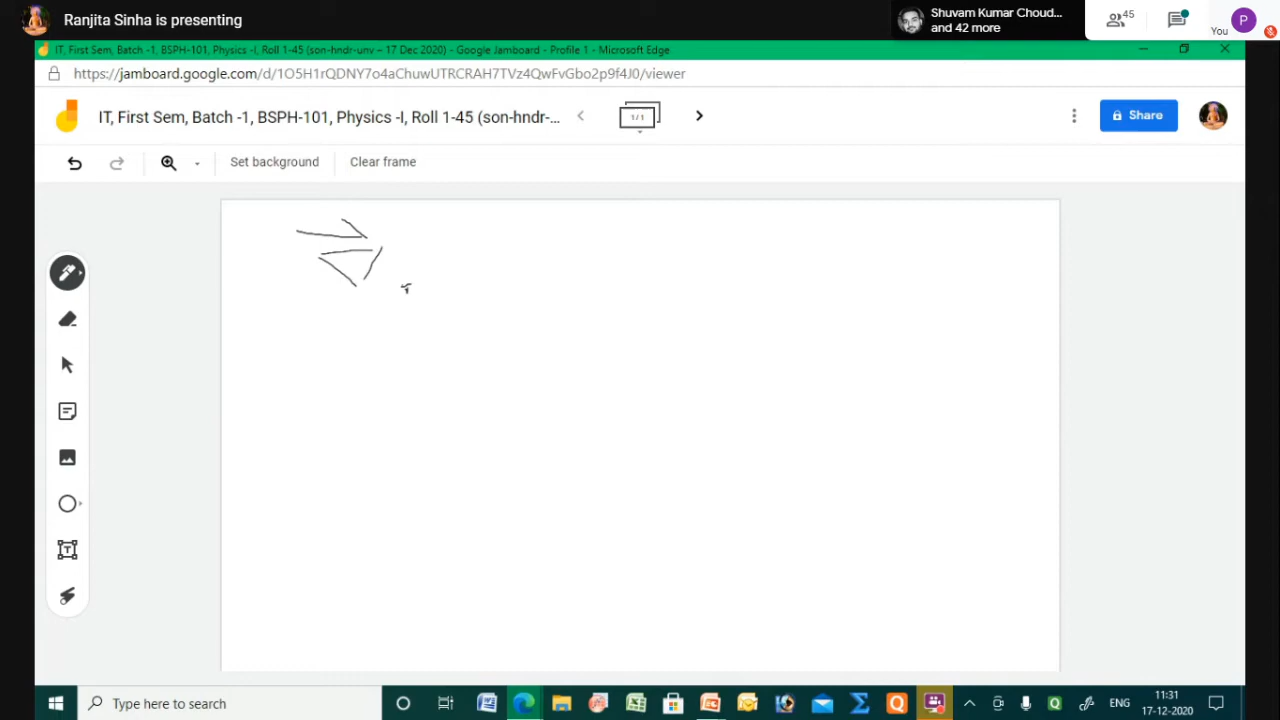 Ranjita Sinha is presenting
Shuvam Kumar Choud...
and 42 more
45
You
P
IT, First Sem, Batch -1, BSPH-101, Physics -I, Roll 1-45 (son-hndr-unv – 17 Dec 2020) - Google Jamboard - Profile 1 - Microsoft Edge
https://jamboard.google.com/d/1O5H1rQDNY7o4aChuwUTRCRAH7TVz4QwFvGbo2p9f4J0/viewer
IT, First Sem, Batch -1, BSPH-101, Physics -I, Roll 1-45 (son-hndr-...
1/1
Share
Set background
Clear frame
Type here to search
ENG
11:31
17-12-2020